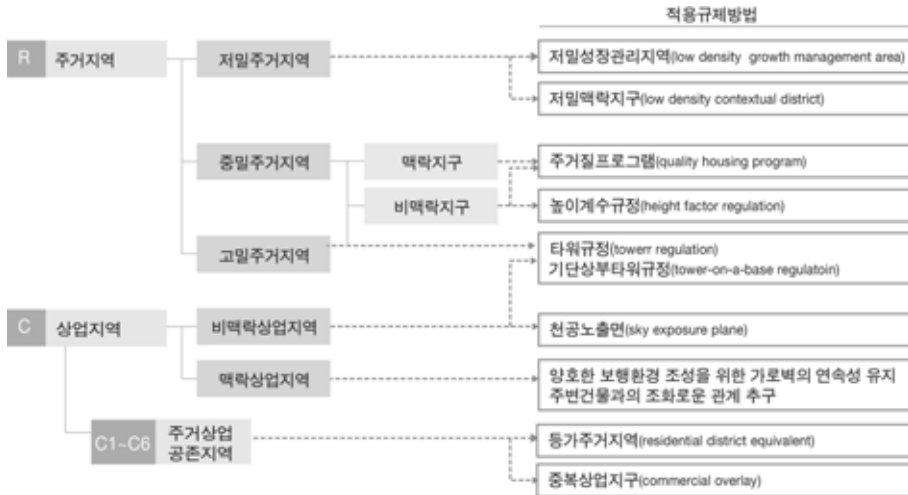 적용규제방법
R 주거지역
저밀주거지역
저밀성장관리지역(low density growth management area)
저밀맥락지구(low density contextual district)
중밀주거지역
맥락지구
주거질프로그램(quality housing program)
비맥락지구
높이계수규정(height factor regulation)
고밀주거지역
타워규정(towerr regulation)
기단상부타워규정(tower-on-a-base regulatoin)
C 상업지역
비맥락상업지역
천공노출면(sky exposure plane)
맥락상업지역
양호한 보행환경 조성을 위한 가로벽의 연속성 유지
주변건물과의 조화로운 관계 추구
C1~C6 주거상업
공존지역
등가주거지역(residential district equivalent)
중복상업지구(commercial overlay)